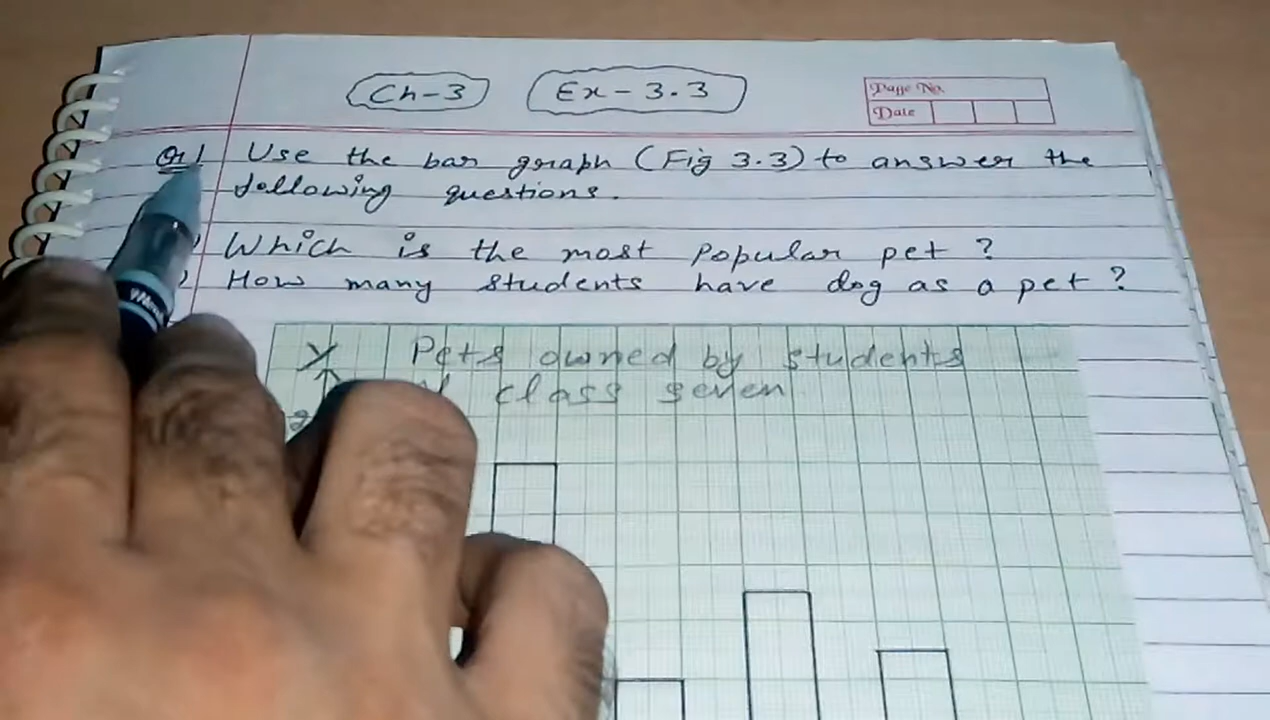 Ch-3 Ex-3.3
Page No.
Date
Q1 Use the bar graph (Fig 3.3) to answer the
following questions.
) Which is the most Popular pet ?
) How many students have dog as a pet ?
Y Pets owned by students
class seven